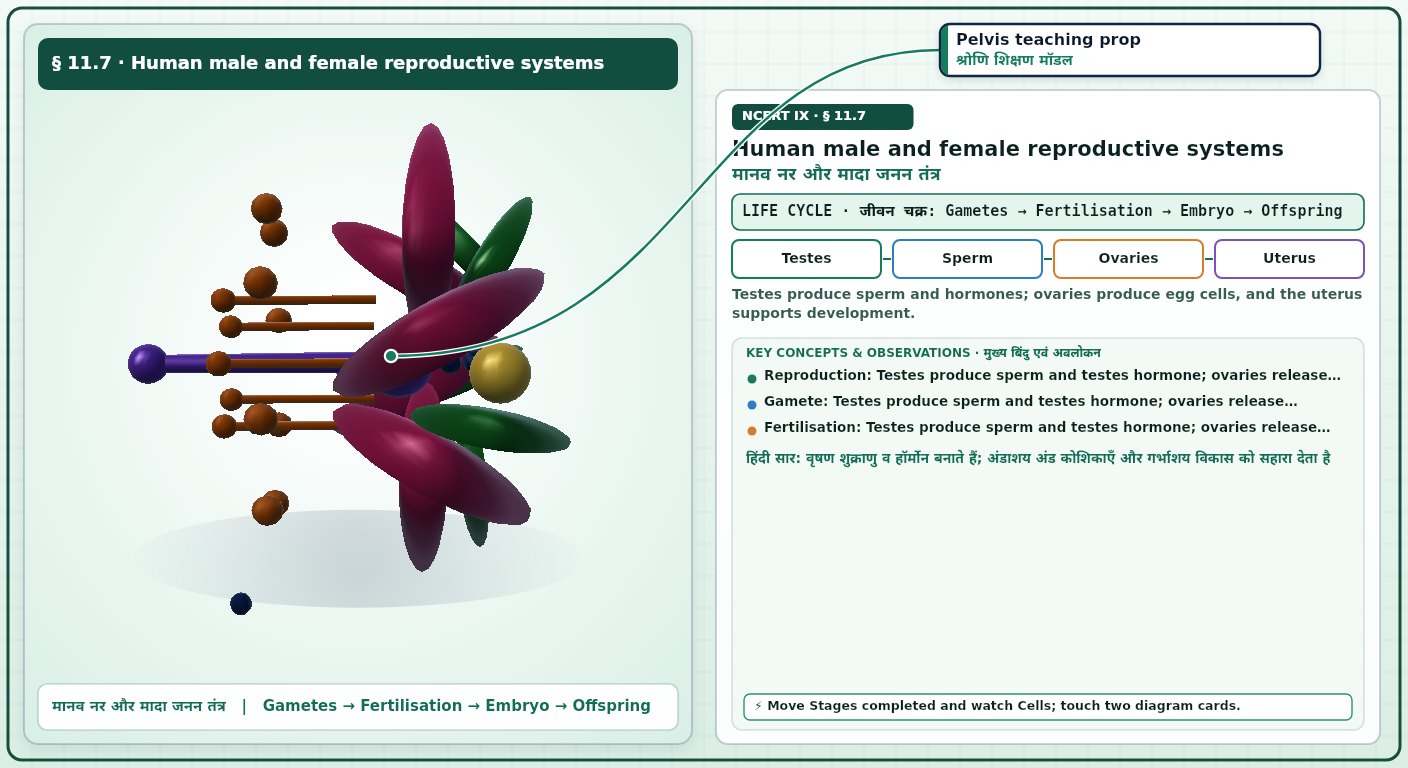 § 11.7 · Human male and female reproductive systems
Pelvis teaching prop
श्रोणि शिक्षण मॉडल
NCERT IX · § 11.7
Human male and female reproductive systems
मानव नर और मादा जनन तंत्र
LIFE CYCLE · जीवन चक्र: Gametes → Fertilisation → Embryo → Offspring
Testes
Sperm
Ovaries
Uterus
Testes produce sperm and hormones; ovaries produce egg cells, and the uterus
supports development.
KEY CONCEPTS & OBSERVATIONS · मुख्य बिंदु एवं अवलोकन
Reproduction: Testes produce sperm and testes hormone; ovaries release...
Gamete: Testes produce sperm and testes hormone; ovaries release...
Fertilisation: Testes produce sperm and testes hormone; ovaries release...
हिंदी सार: वृषण शुक्राणु व हॉर्मोन बनाते हैं; अंडाशय अंड कोशिकाएँ और गर्भाशय विकास को सहारा देता है
⚡ Move Stages completed and watch Cells; touch two diagram cards.
मानव नर और मादा जनन तंत्र | Gametes → Fertilisation → Embryo → Offspring